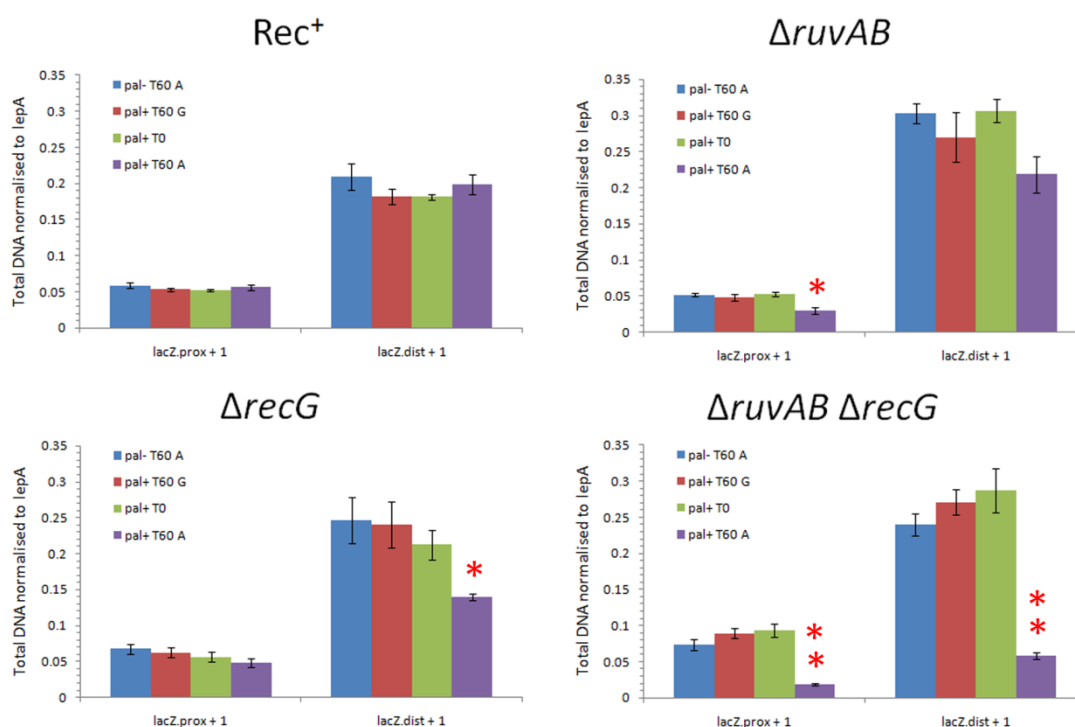 Rec⁺
Total DNA normalised to lepA
0.35
0.3
0.25
0.2
0.15
0.1
0.05
0
pal- T60 A
pal+ T60 G
pal+ T0
pal+ T60 A
lacZ.prox + 1
lacZ.dist + 1
ΔruvAB
Total DNA normalised to lepA
0.35
0.3
0.25
0.2
0.15
0.1
0.05
0
pal- T60 A
pal+ T60 G
pal+ T0
pal+ T60 A
*
lacZ.prox + 1
lacZ.dist + 1
ΔrecG
Total DNA normalised to lepA
0.35
0.3
0.25
0.2
0.15
0.1
0.05
0
pal- T60 A
pal+ T60 G
pal+ T0
pal+ T60 A
*
lacZ.prox + 1
lacZ.dist + 1
ΔruvAB ΔrecG
Total DNA normalised to lepA
0.35
0.3
0.25
0.2
0.15
0.1
0.05
0
pal- T60 A
pal+ T60 G
pal+ T0
pal+ T60 A
*
*
*
*
lacZ.prox + 1
lacZ.dist + 1